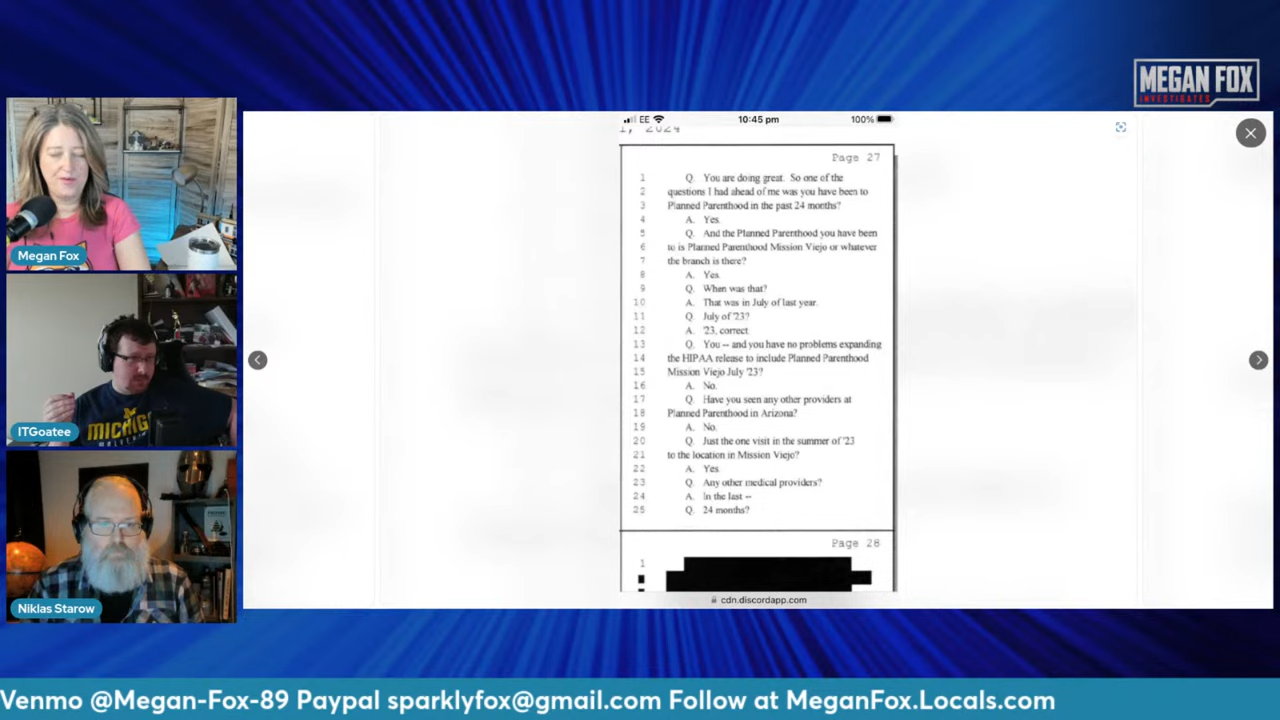 MEGAN FOX
INVESTIGATES
EE
10:45 pm
100%
1, 2024
Page 27
1 Q. You are doing great. So one of the
2 questions I had ahead of me was you have been to
3 Planned Parenthood in the past 24 months?
4 A. Yes.
5 Q. And the Planned Parenthood you have been
6 to is Planned Parenthood Mission Viejo or whatever
7 the branch is there?
8 A. Yes.
9 Q. When was that?
10 A. That was in July of last year.
11 Q. July of '23?
12 A. '23, correct.
13 Q. You -- and you have no problems expanding
14 the HIPAA release to include Planned Parenthood
15 Mission Viejo July '23?
16 A. No.
17 Q. Have you seen any other providers at
18 Planned Parenthood in Arizona?
19 A. No.
20 Q. Just the one visit in the summer of '23
21 to the location in Mission Viejo?
22 A. Yes.
23 Q. Any other medical providers?
24 A. In the last --
25 Q. 24 months?
Page 28
1
cdn.discordapp.com
Megan Fox
MICHIGAN
ITGoatee
Niklas Starow
Venmo @Megan-Fox-89 Paypal sparklyfox@gmail.com Follow at MeganFox.Locals.com